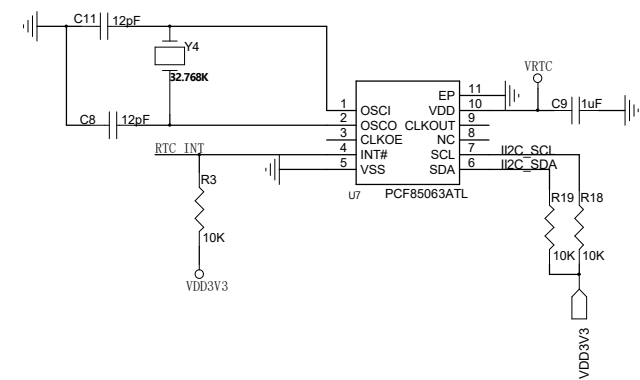 C11 12pF
Y4
32.768K
C8 12pF
VRTC
C9 1uF
1 OSCI
2 OSCO
3 CLKOE
4 INT#
5 VSS
EP 11
VDD 10
CLKOUT 9
NC 8
SCL 7
SDA 6
U7 PCF85063ATL
RTC_INT
R3
10K
VDD3V3
II2C_SCL
II2C_SDA
R19 R18
10K 10K
VDD3V3